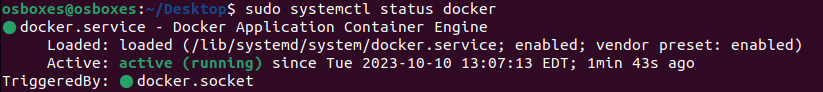 osboxes@osboxes:~/Desktop$ sudo systemctl status docker
● docker.service - Docker Application Container Engine
     Loaded: loaded (/lib/systemd/system/docker.service; enabled; vendor preset: enabled)
     Active: active (running) since Tue 2023-10-10 13:07:13 EDT; 1min 43s ago
TriggeredBy: ● docker.socket